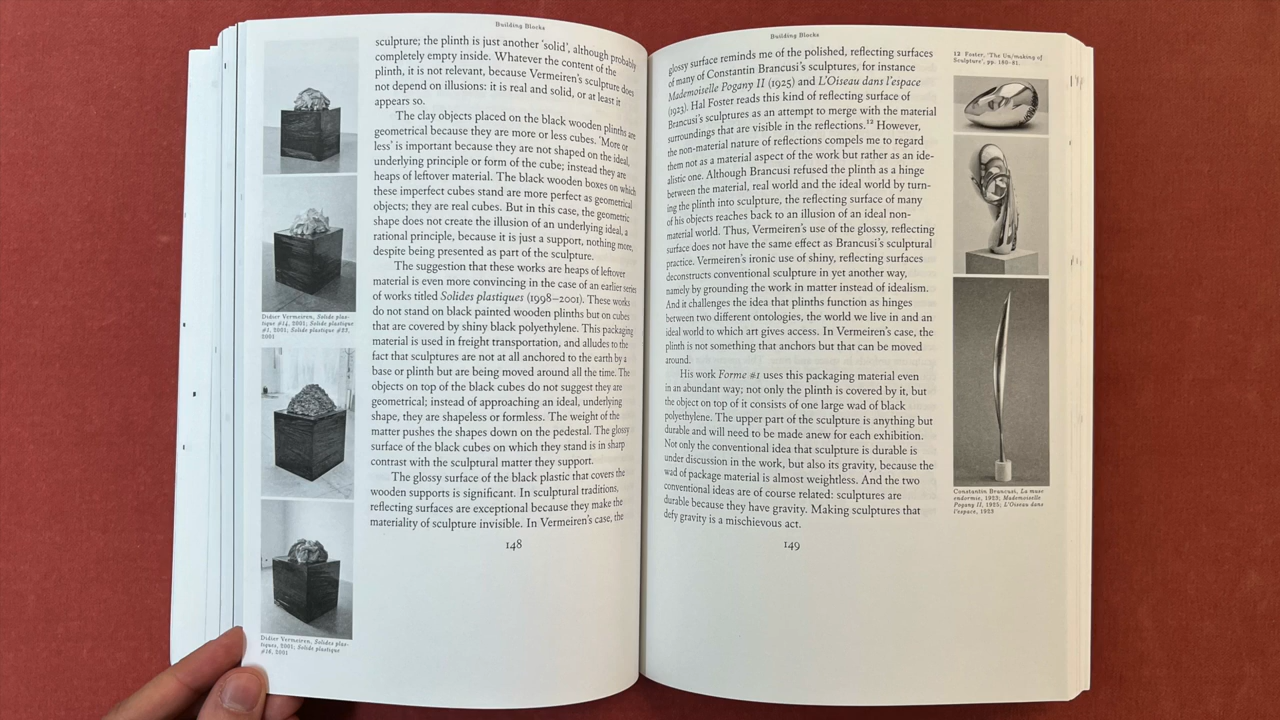 Building Blocks
sculpture; the plinth is just another 'solid', although probably
completely empty inside. Whatever the content of the
plinth, it is not relevant, because Vermeiren's sculpture does
not depend on illusions: it is real and solid, or at least it
appears so.
The clay objects placed on the black wooden plinths are
geometrical because they are more or less cubes. 'More or
less' is important because they are not shaped on the ideal,
underlying principle or form of the cube; instead they are
heaps of leftover material. The black wooden boxes on which
these imperfect cubes stand are more perfect as geometrical
objects; they are real cubes. But in this case, the geometric
shape does not create the illusion of an underlying ideal, a
rational principle, because it is just a support, nothing more,
despite being presented as part of the sculpture.
The suggestion that these works are heaps of leftover
material is even more convincing in the case of an earlier series
of works titled Solides plastiques (1998–2001). These works
do not stand on black painted wooden plinths but on cubes
that are covered by shiny black polyethylene. This packaging
material is used in freight transportation, and alludes to the
fact that sculptures are not at all anchored to the earth by a
base or plinth but are being moved around all the time. The
objects on top of the black cubes do not suggest they are
geometrical; instead of approaching an ideal, underlying
shape, they are shapeless or formless. The weight of the
matter pushes the shapes down on the pedestal. The glossy
surface of the black cubes on which they stand is in sharp
contrast with the sculptural matter they support.
The glossy surface of the black plastic that covers the
wooden supports is significant. In sculptural traditions,
reflecting surfaces are exceptional because they make the
materiality of sculpture invisible. In Vermeiren's case, the
148
Didier Vermeiren, Solide plas-
tique #14, 2001; Solide plastique
#1, 2001; Solide plastique #22,
2001
Didier Vermeiren, Solides plas-
tiques, 2001; Solide plastique
#18, 2001
Building Blocks
glossy surface reminds me of the polished, reflecting surfaces
of many of Constantin Brancusi's sculptures, for instance
Mademoiselle Pogany II (1925) and L'Oiseau dans l'espace
(1923). Hal Foster reads this kind of reflecting surface of
Brancusi's sculptures as an attempt to merge with the material
surroundings that are visible in the reflections.12 However,
the non-material nature of reflections compels me to regard
them not as a material aspect of the work but rather as an ide-
alistic one. Although Brancusi refused the plinth as a hinge
between the material, real world and the ideal world by turn-
ing the plinth into sculpture, the reflecting surface of many
of his objects reaches back to an illusion of an ideal non-
material world. Thus, Vermeiren's use of the glossy, reflecting
surface does not have the same effect as Brancusi's sculptural
practice. Vermeiren's ironic use of shiny, reflecting surfaces
deconstructs conventional sculpture in yet another way,
namely by grounding the work in matter instead of idealism.
And it challenges the idea that plinths function as hinges
between two different ontologies, the world we live in and an
ideal world to which art gives access. In Vermeiren's case, the
plinth is not something that anchors but that can be moved
around.
His work Forme #1 uses this packaging material even
in an abundant way; not only the plinth is covered by it, but
the object on top of it consists of one large wad of black
polyethylene. The upper part of the sculpture is anything but
durable and will need to be made anew for each exhibition.
Not only the conventional idea that sculpture is durable is
under discussion in the work, but also its gravity, because the
wad of package material is almost weightless. And the two
conventional ideas are of course related: sculptures are
durable because they have gravity. Making sculptures that
defy gravity is a mischievous act.
149
12 Foster, 'The Un/making of
Sculpture', pp. 180–81.
Constantin Brancusi, La muse
endormie, 1923; Mademoiselle
Pogany II, 1925; L'Oiseau dans
l'espace, 1923